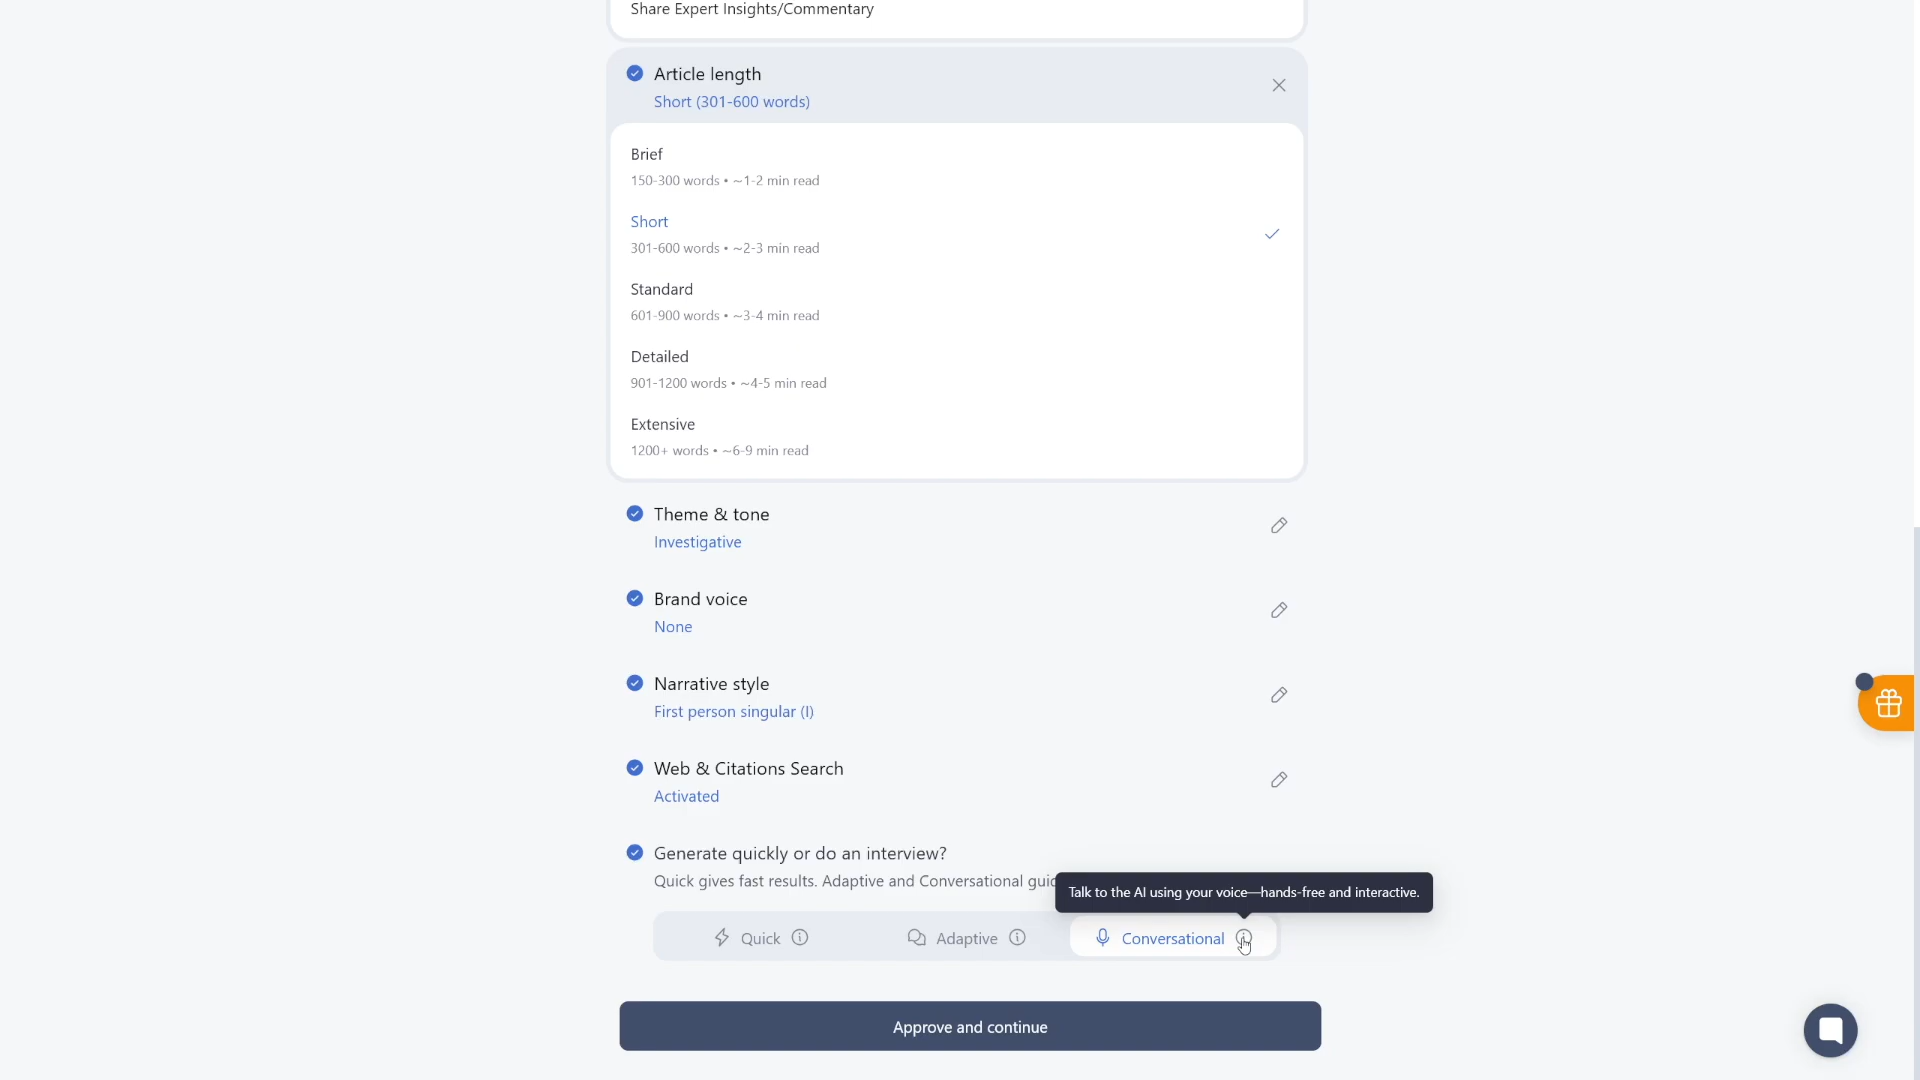 Share Expert Insights/Commentary
Article length
Short (301-600 words)
Brief
150-300 words • ~1-2 min read
Short
301-600 words • ~2-3 min read
Standard
601-900 words • ~3-4 min read
Detailed
901-1200 words • ~4-5 min read
Extensive
1200+ words • ~6-9 min read
Theme & tone
Investigative
Brand voice
None
Narrative style
First person singular (I)
Web & Citations Search
Activated
Generate quickly or do an interview?
Quick gives fast results. Adaptive and Conversational
Talk to the AI using your voice—hands-free and interactive.
Quick
Adaptive
Conversational
Approve and continue